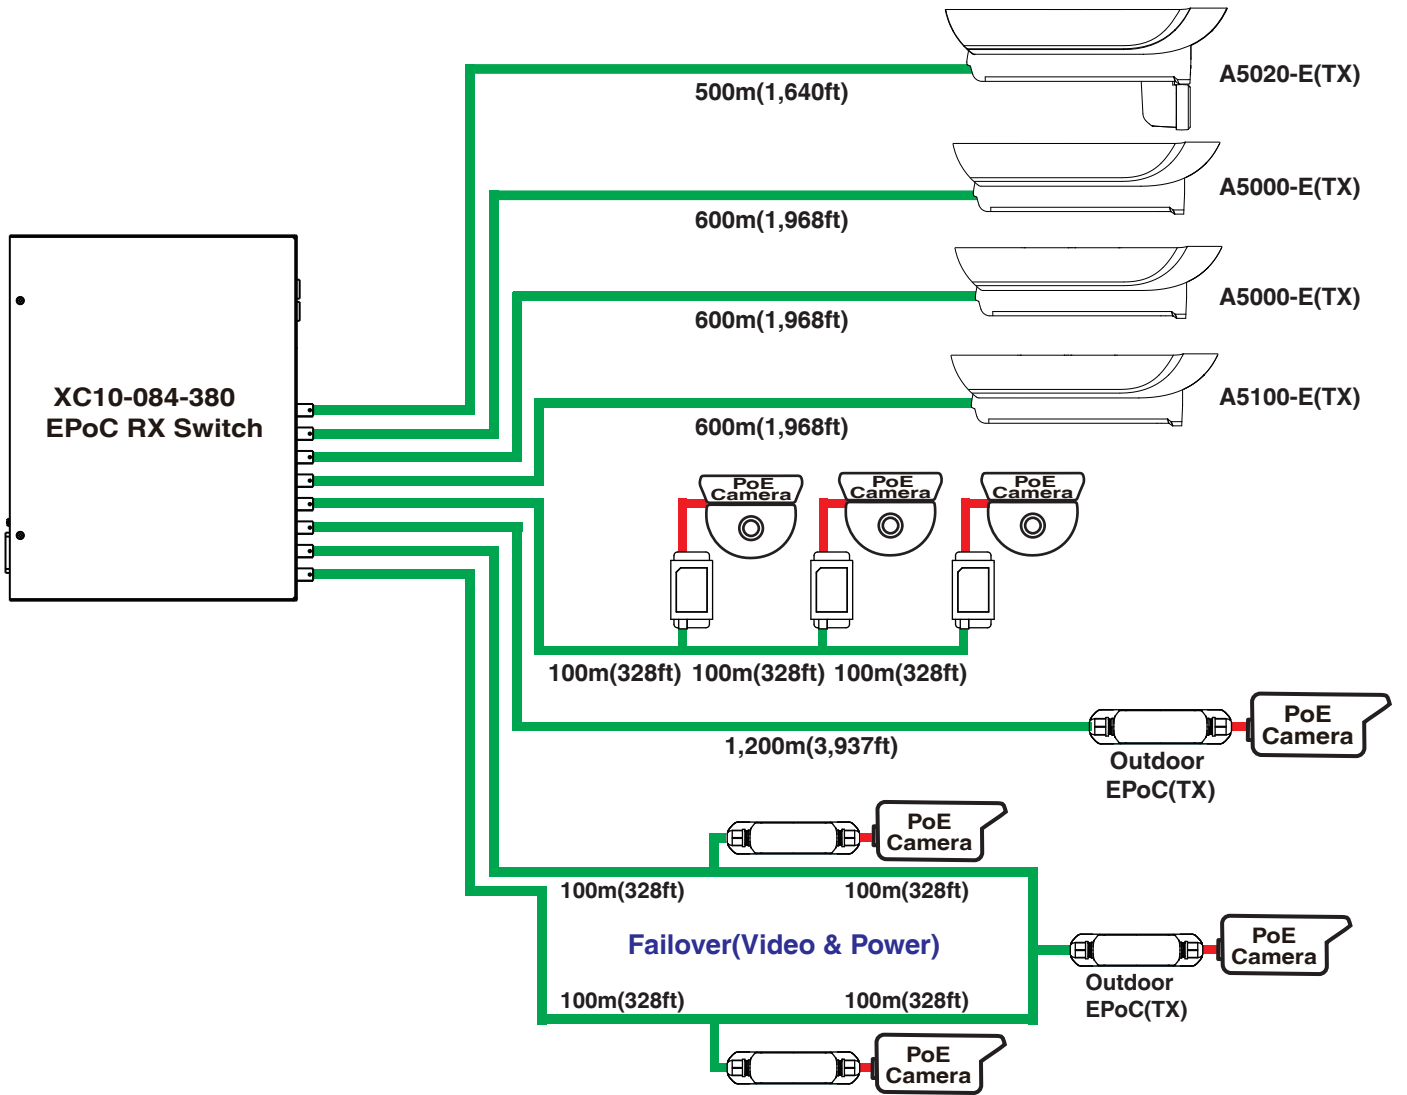 500m(1,640ft)
A5020-E(TX)
600m(1,968ft)
A5000-E(TX)
600m(1,968ft)
A5000-E(TX)
600m(1,968ft)
A5100-E(TX)
XC10-084-380
EPoC RX Switch
PoE
Camera
PoE
Camera
PoE
Camera
100m(328ft) 100m(328ft) 100m(328ft)
1,200m(3,937ft)
Outdoor
EPoC(TX)
PoE
Camera
PoE
Camera
100m(328ft)
100m(328ft)
Failover(Video & Power)
PoE
Camera
Outdoor
EPoC(TX)
100m(328ft)
100m(328ft)
PoE
Camera